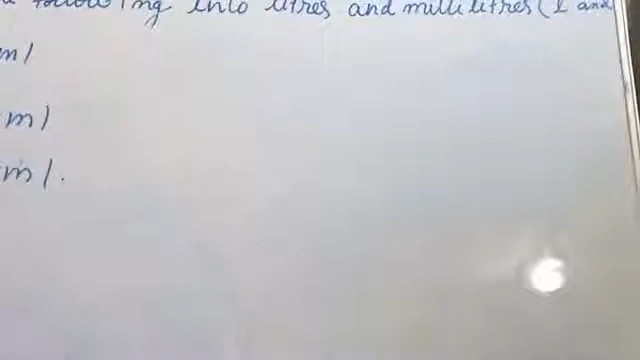 following into litres and millilitres (l and
ml
ml
ml.